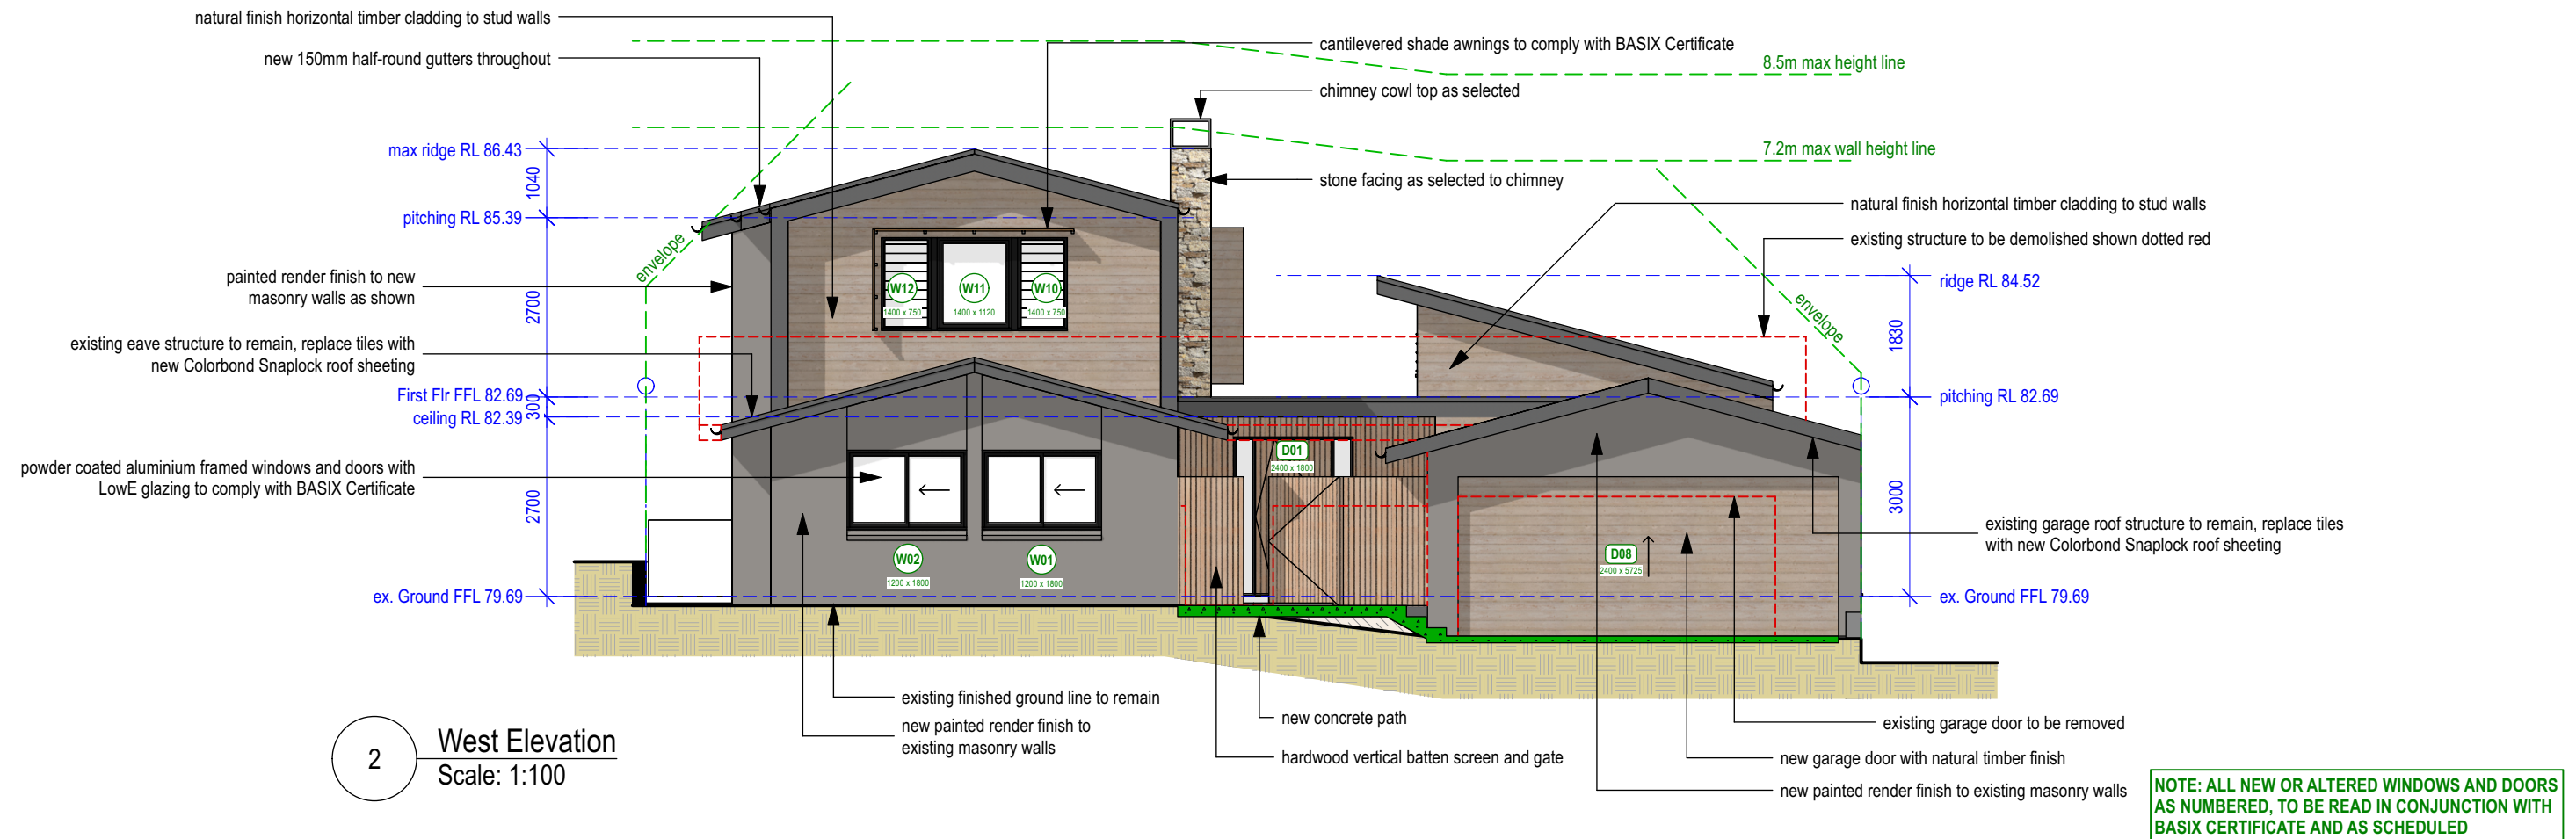 natural finish horizontal timber cladding to stud walls
new 150mm half-round gutters throughout
cantilevered shade awnings to comply with BASIX Certificate
8.5m max height line
chimney cowl top as selected
max ridge RL 86.43
7.2m max wall height line
1040
stone facing as selected to chimney
pitching RL 85.39
natural finish horizontal timber cladding to stud walls
existing structure to be demolished shown dotted red
envelope
painted render finish to new
masonry walls as shown
2700
W12
W11
W10
1400 x 750
1400 x 1120
1400 x 750
ridge RL 84.52
envelope
1830
existing eave structure to remain, replace tiles with
new Colorbond Snaplock roof sheeting
First Flr FFL 82.69
300
ceiling RL 82.39
pitching RL 82.69
D01
2400 x 1800
powder coated aluminium framed windows and doors with
LowE glazing to comply with BASIX Certificate
2700
3000
existing garage roof structure to remain, replace tiles
with new Colorbond Snaplock roof sheeting
W02
1200 x 1800
W01
1200 x 1800
D08
2400 x 5725
ex. Ground FFL 79.69
ex. Ground FFL 79.69
existing finished ground line to remain
new painted render finish to
existing masonry walls
new concrete path
hardwood vertical batten screen and gate
existing garage door to be removed
new garage door with natural timber finish
new painted render finish to existing masonry walls
2
West Elevation
Scale: 1:100
NOTE: ALL NEW OR ALTERED WINDOWS AND DOORS
AS NUMBERED, TO BE READ IN CONJUNCTION WITH
BASIX CERTIFICATE AND AS SCHEDULED